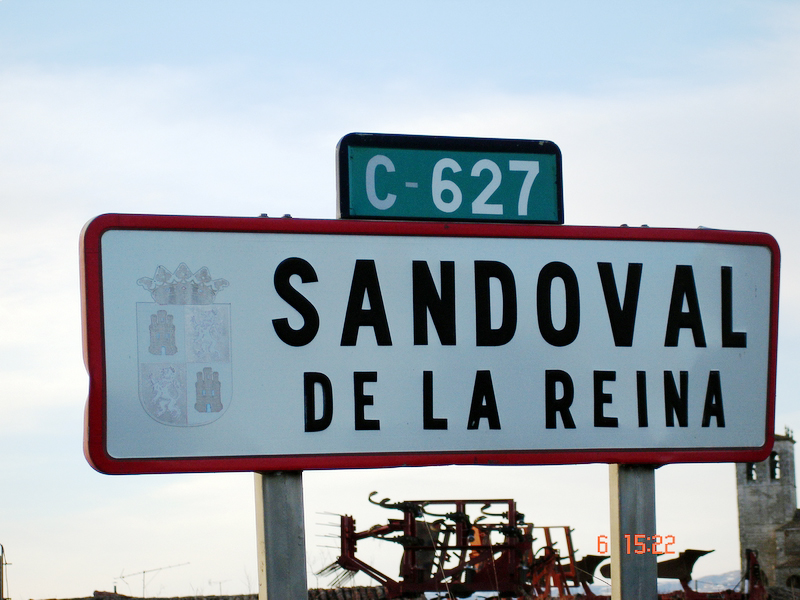 C-627
SANDOVAL
DE LA REINA
6 15:22